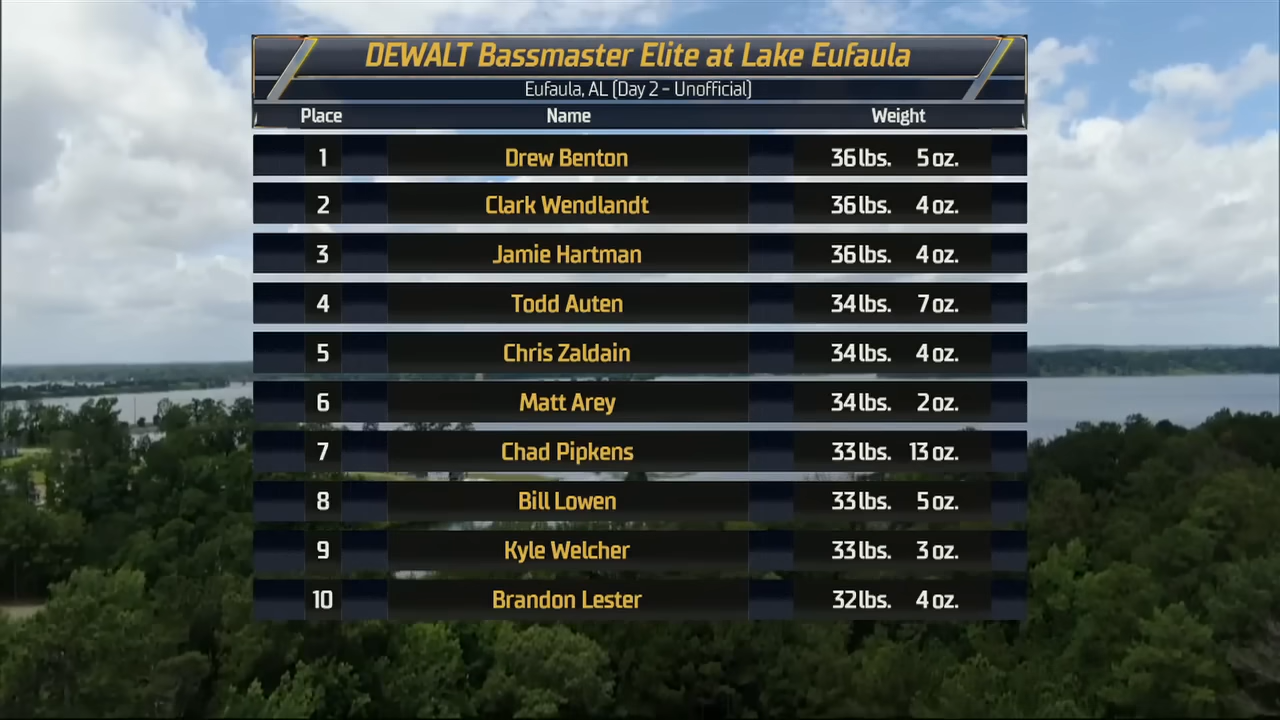 DEWALT Bassmaster Elite at Lake Eufaula
Eufaula, AL (Day 2 - Unofficial)
Place Name Weight
1 Drew Benton 36 lbs. 5 oz.
2 Clark Wendlandt 36 lbs. 4 oz.
3 Jamie Hartman 36 lbs. 4 oz.
4 Todd Auten 34 lbs. 7 oz.
5 Chris Zaldain 34 lbs. 4 oz.
6 Matt Arey 34 lbs. 2 oz.
7 Chad Pipkens 33 lbs. 13 oz.
8 Bill Lowen 33 lbs. 5 oz.
9 Kyle Welcher 33 lbs. 3 oz.
10 Brandon Lester 32 lbs. 4 oz.